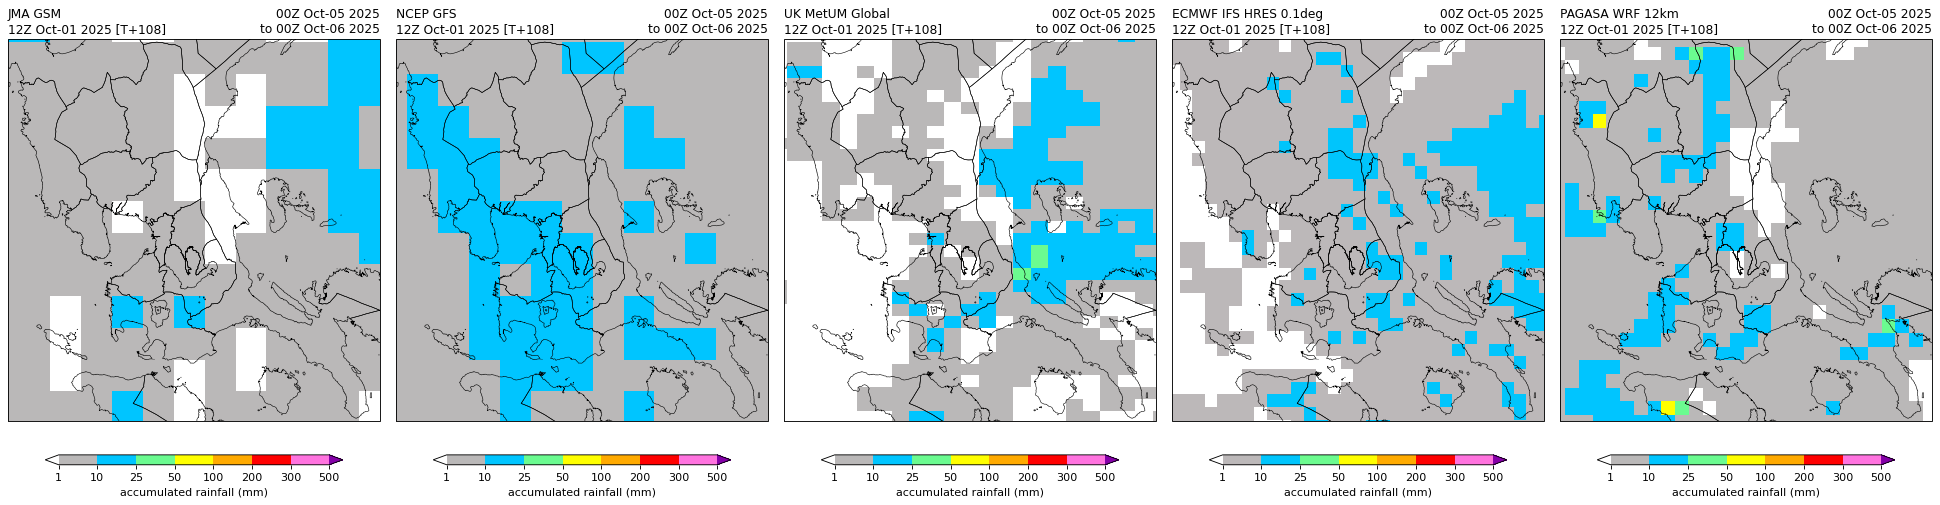 JMA GSM 00Z Oct-05 2025
12Z Oct-01 2025 [T+108] to 00Z Oct-06 2025
NCEP GFS 00Z Oct-05 2025
12Z Oct-01 2025 [T+108] to 00Z Oct-06 2025
UK MetUM Global 00Z Oct-05 2025
12Z Oct-01 2025 [T+108] to 00Z Oct-06 2025
ECMWF IFS HRES 0.1deg 00Z Oct-05 2025
12Z Oct-01 2025 [T+108] to 00Z Oct-06 2025
PAGASA WRF 12km 00Z Oct-05 2025
12Z Oct-01 2025 [T+108] to 00Z Oct-06 2025
1 10 25 50 100 200 300 500
accumulated rainfall (mm)
1 10 25 50 100 200 300 500
accumulated rainfall (mm)
1 10 25 50 100 200 300 500
accumulated rainfall (mm)
1 10 25 50 100 200 300 500
accumulated rainfall (mm)
1 10 25 50 100 200 300 500
accumulated rainfall (mm)